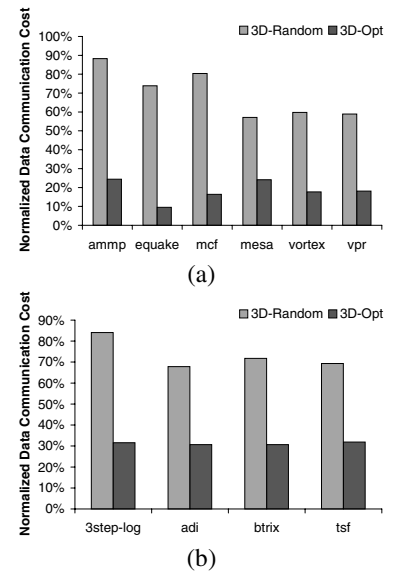 3D-Random 3D-Opt
Normalized Data Communication Cost
100%
90%
80%
70%
60%
50%
40%
30%
20%
10%
0%
ammp equake mcf mesa vortex vpr
(a)
3D-Random 3D-Opt
Normalized Data Communication Cost
90%
80%
70%
60%
50%
40%
30%
20%
10%
0%
3step-log adi btrix tsf
(b)